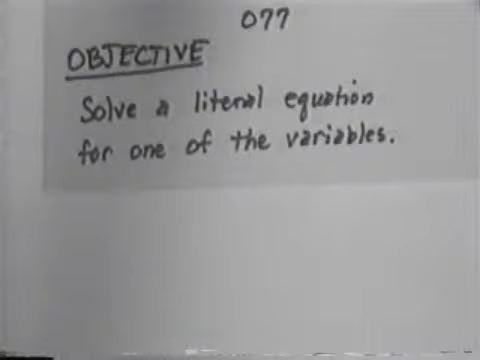 077
OBJECTIVE
Solve a literal equation
for one of the variables.